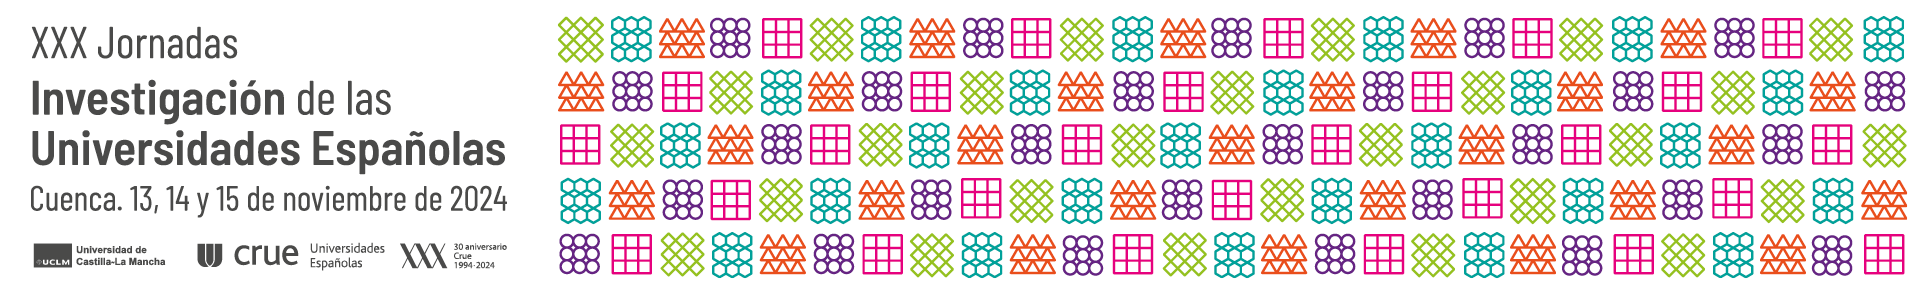 XXX Jornadas
Investigación de las
Universidades Españolas
Cuenca. 13, 14 y 15 de noviembre de 2024
UCLM
Universidad de
Castilla-La Mancha
crue
Universidades
Españolas
XXX
30 aniversario
Crue
1994-2024